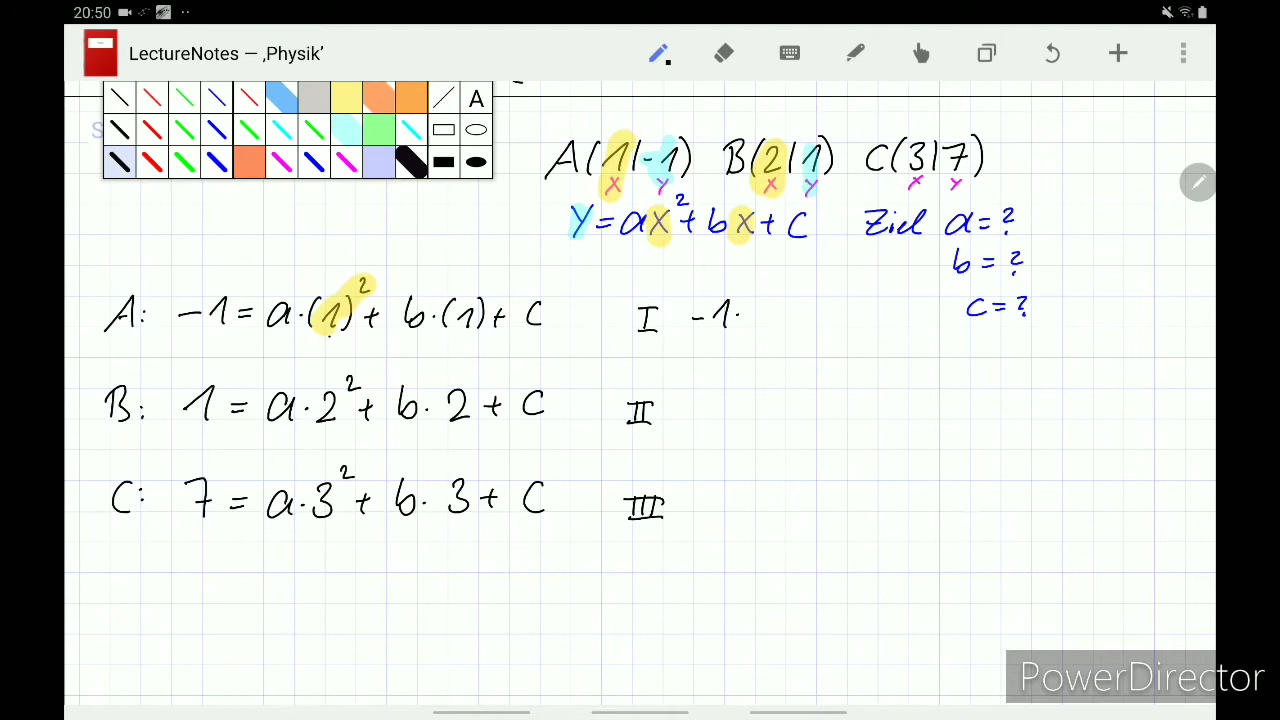 20:50
LectureNotes — ‚Physik’
A
A(1|-1) B(2|1) C(3|7)
x y x y x y
y = ax² + bx + c Ziel a = ?
b = ?
c = ?
A: -1 = a·(1)² + b·(1) + c I -1·
B: 1 = a·2² + b·2 + c II
C: 7 = a·3² + b·3 + c III
PowerDirector